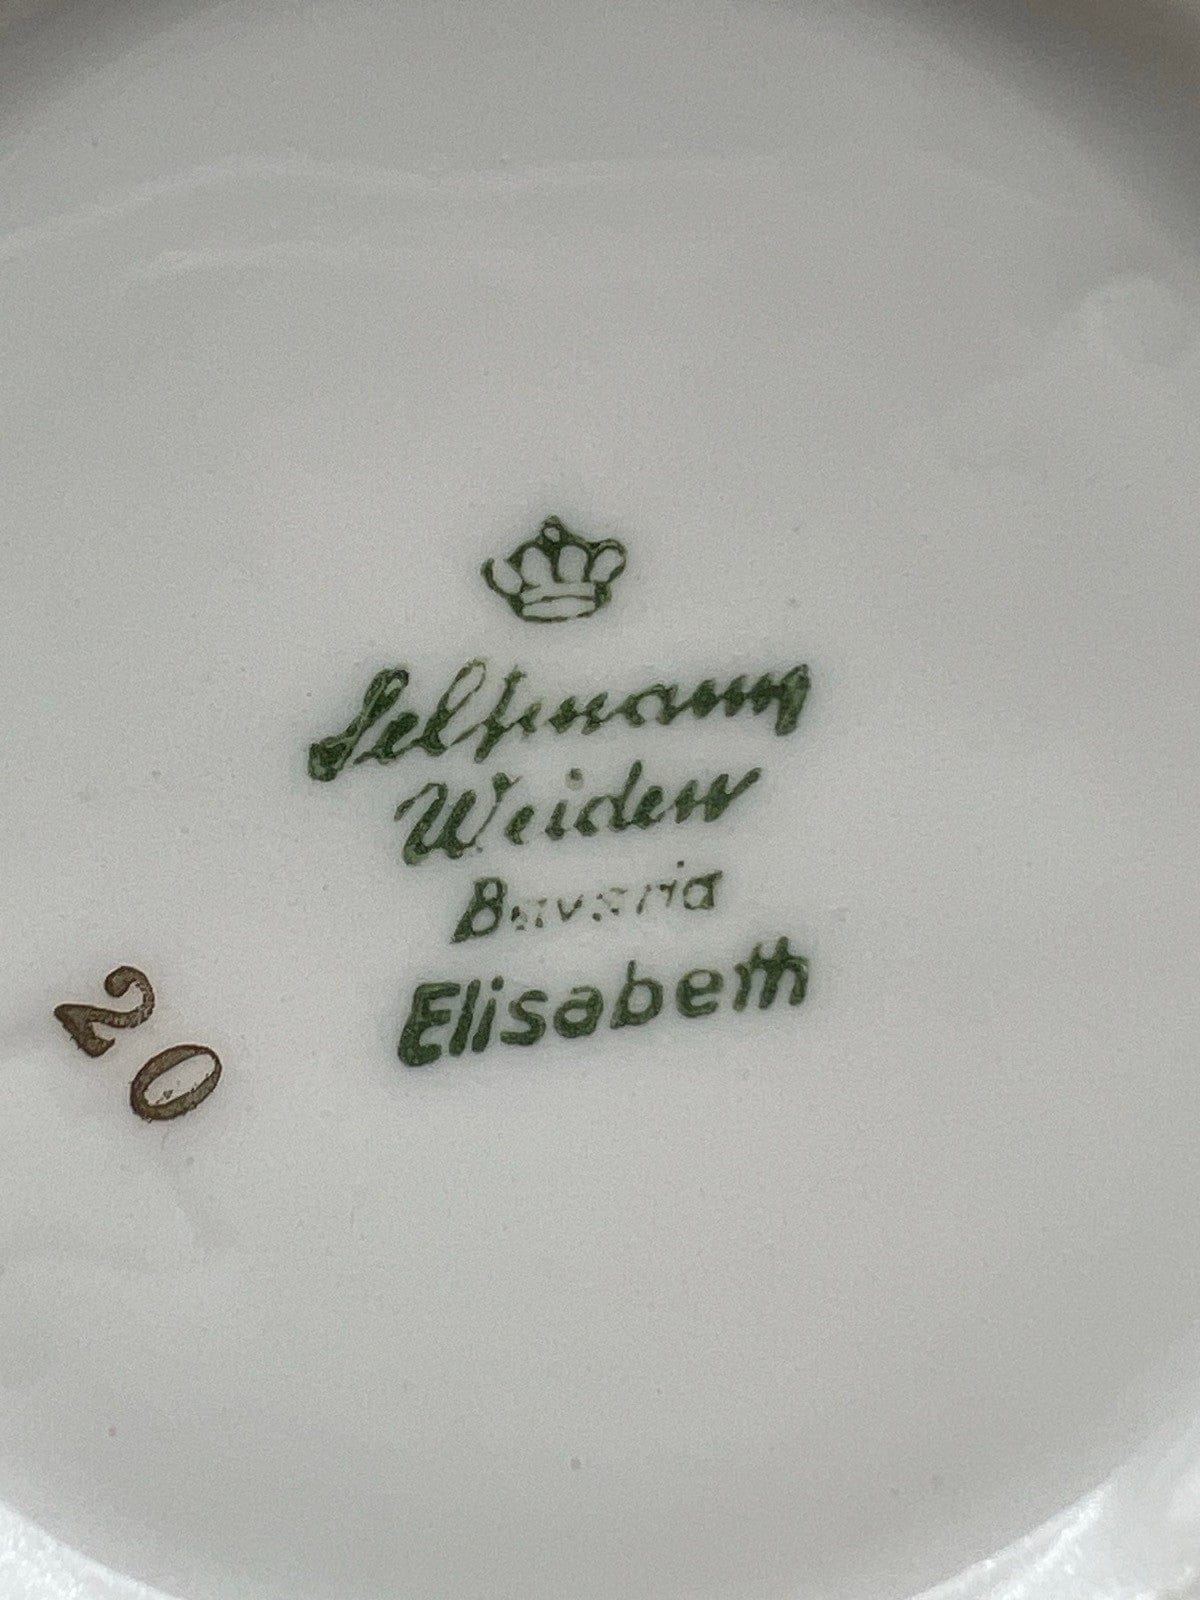 Seltmann
Weiden
Bavaria
Elisabeth
20